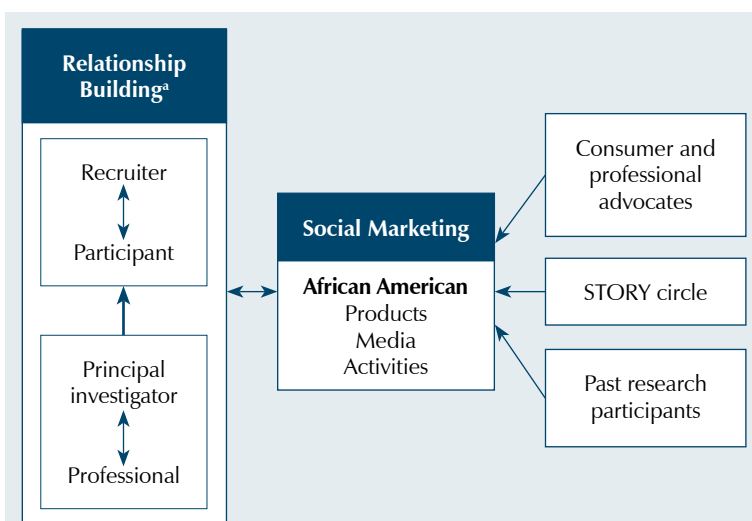 Relationship
Buildingᵃ
Recruiter
Participant
Principal
investigator
Professional
Social Marketing
African American
Products
Media
Activities
Consumer and
professional
advocates
STORY circle
Past research
participants